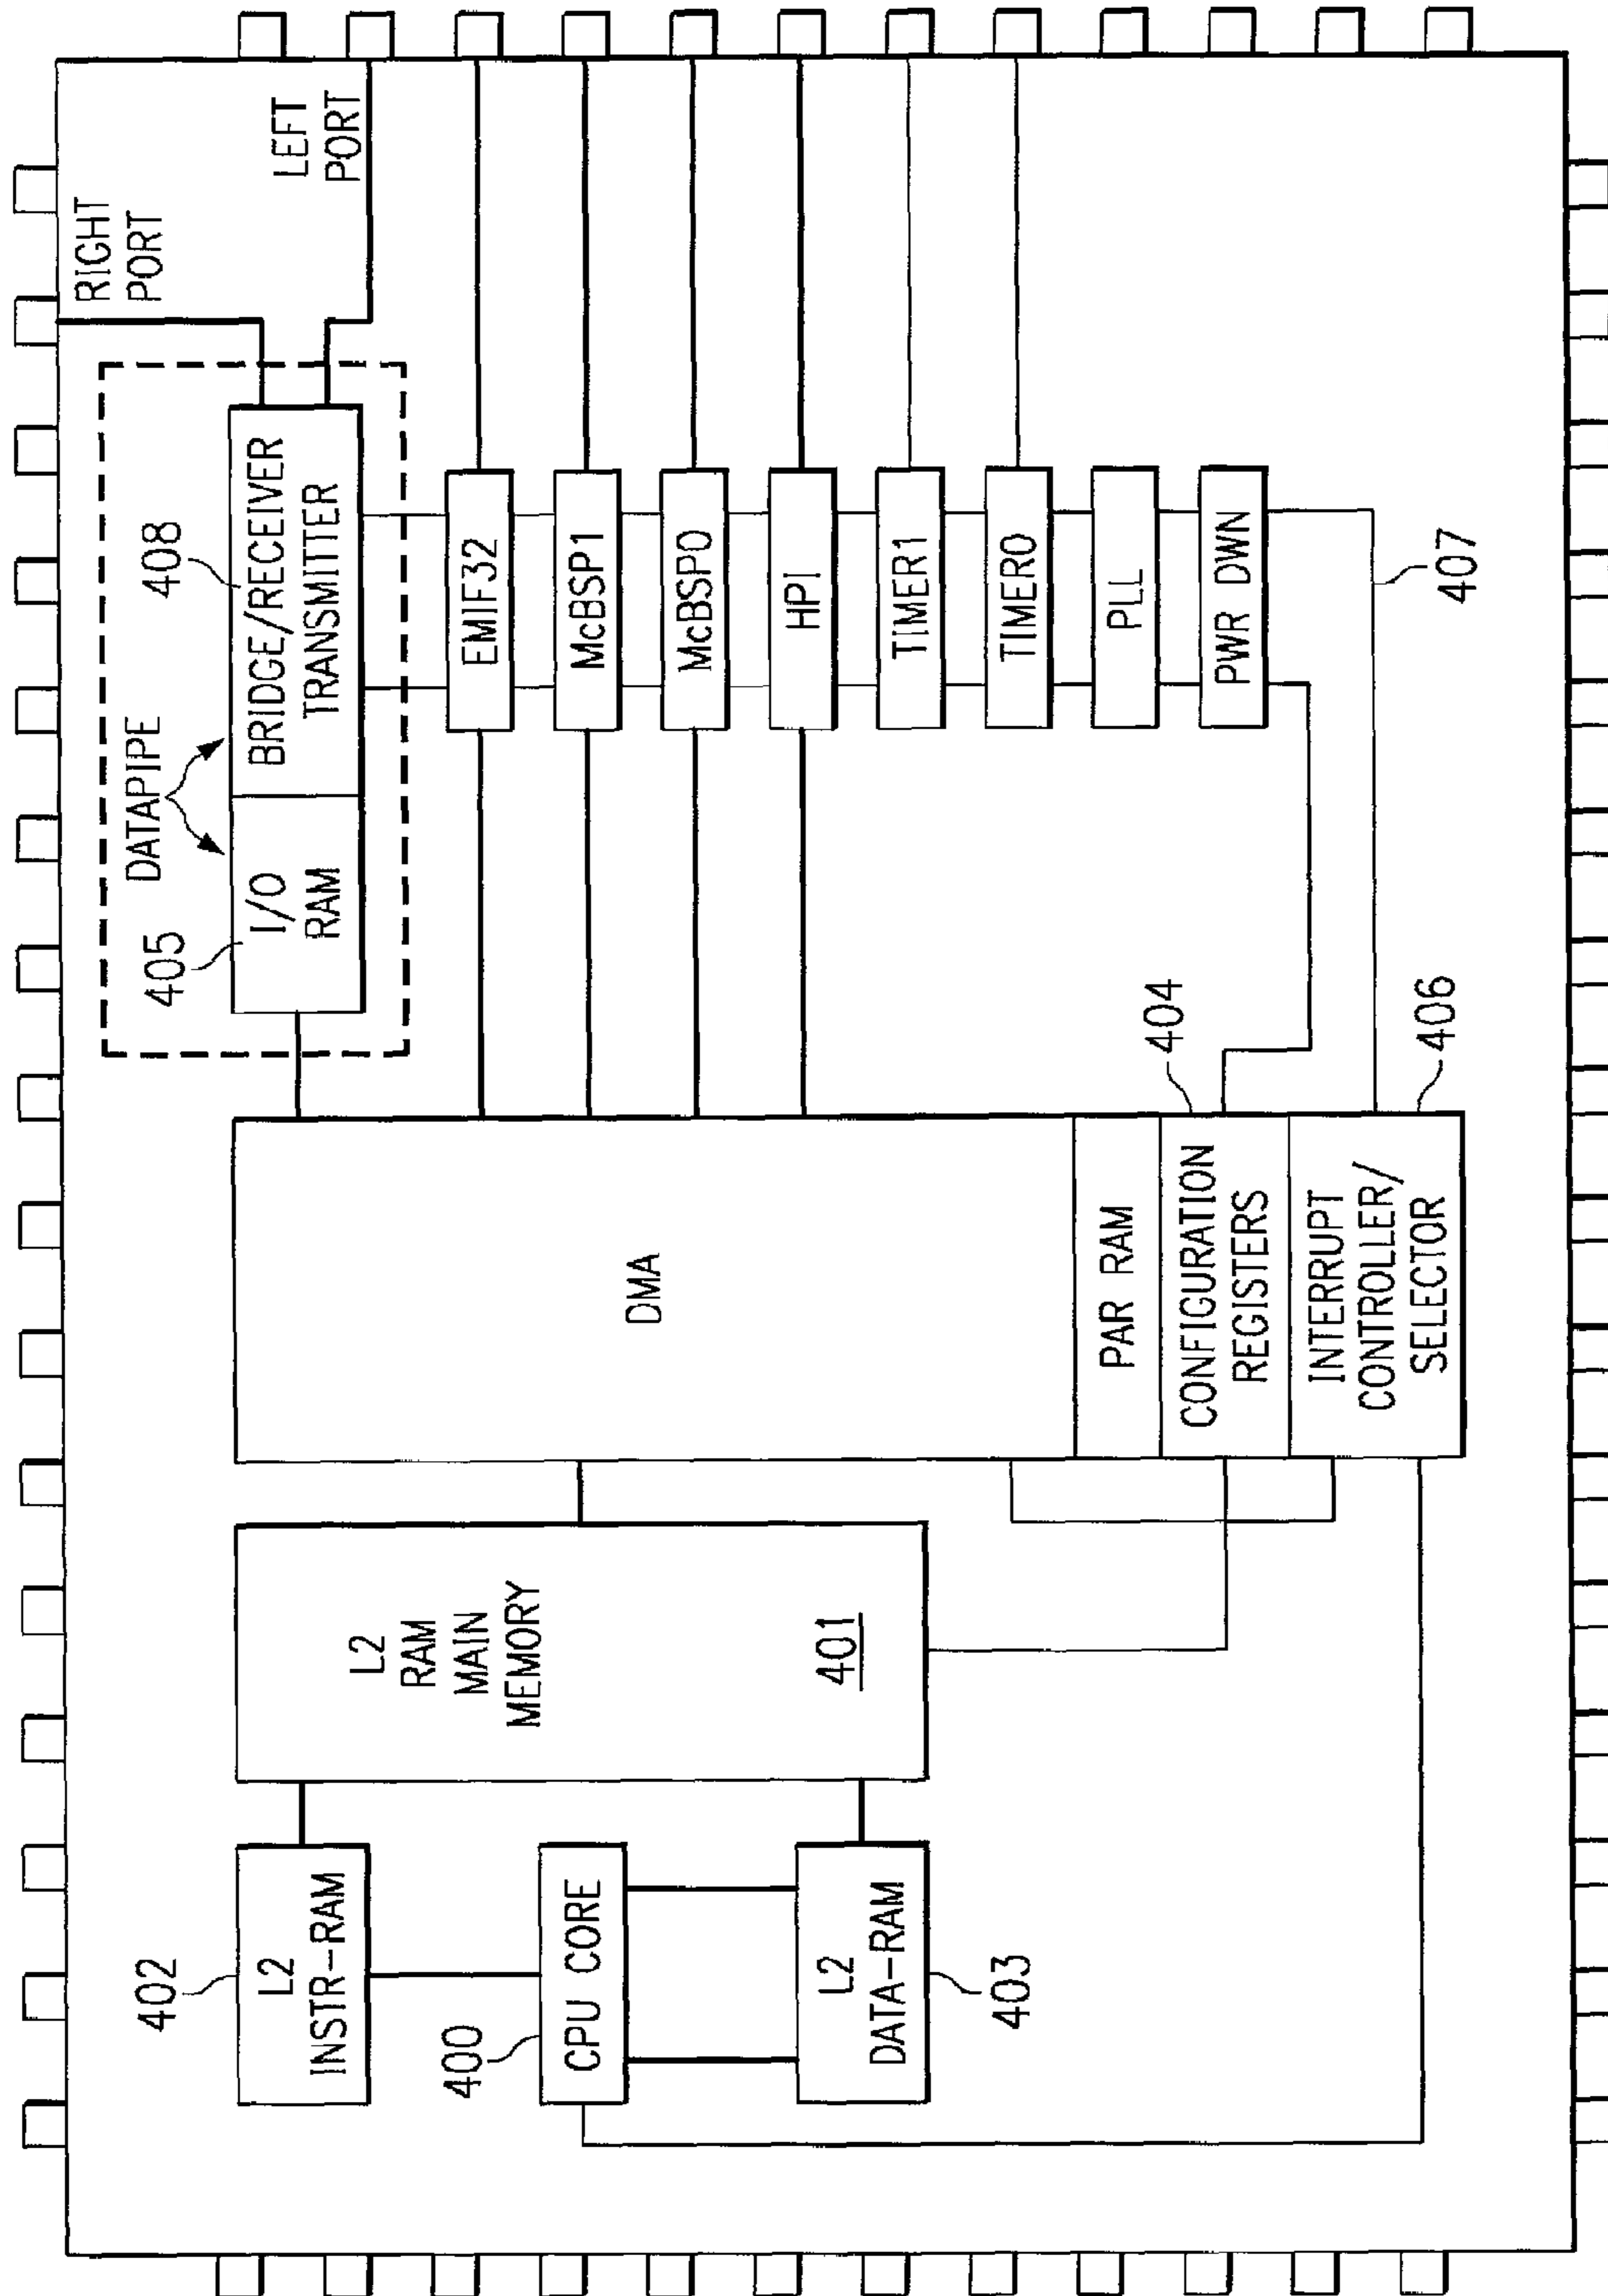 402
L2
INSTR-RAM
400
CPU CORE
L2
DATA-RAM
403
L2
RAM
MAIN
MEMORY
401
DMA
PAR RAM
CONFIGURATION
REGISTERS
404
INTERRUPT
CONTROLLER/
SELECTOR
406
DATAPIPE
405
I/O
RAM
408
BRIDGE/RECEIVER
TRANSMITTER
RIGHT
PORT
LEFT
PORT
EMIF32
McBSP1
McBSP0
HPI
TIMER1
TIMER0
PLL
PWR DWN
407